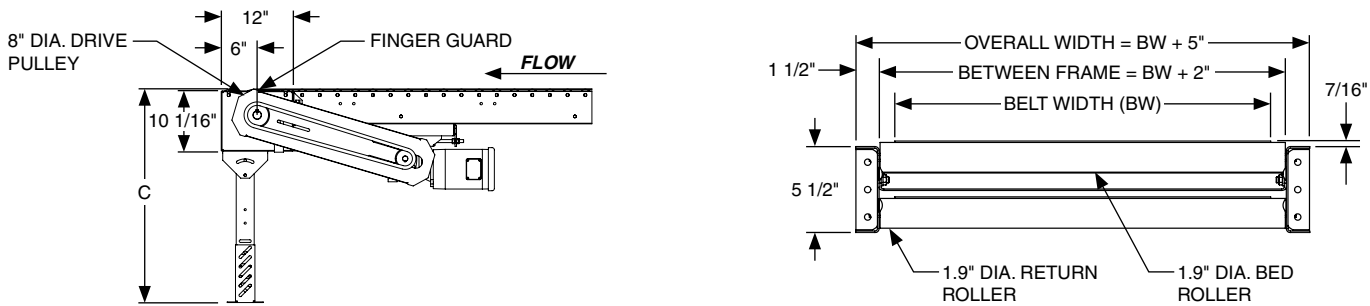 12"
8" DIA. DRIVE
PULLEY
6"
FINGER GUARD
FLOW
10 1/16"
C
OVERALL WIDTH = BW + 5"
1 1/2"
BETWEEN FRAME = BW + 2"
7/16"
BELT WIDTH (BW)
5 1/2"
1.9" DIA. RETURN
ROLLER
1.9" DIA. BED
ROLLER